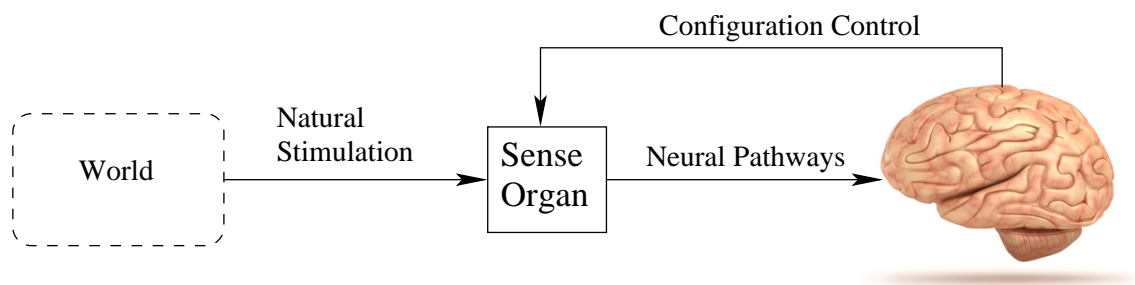 Configuration Control
Natural
Stimulation
World
Sense
Organ
Neural Pathways